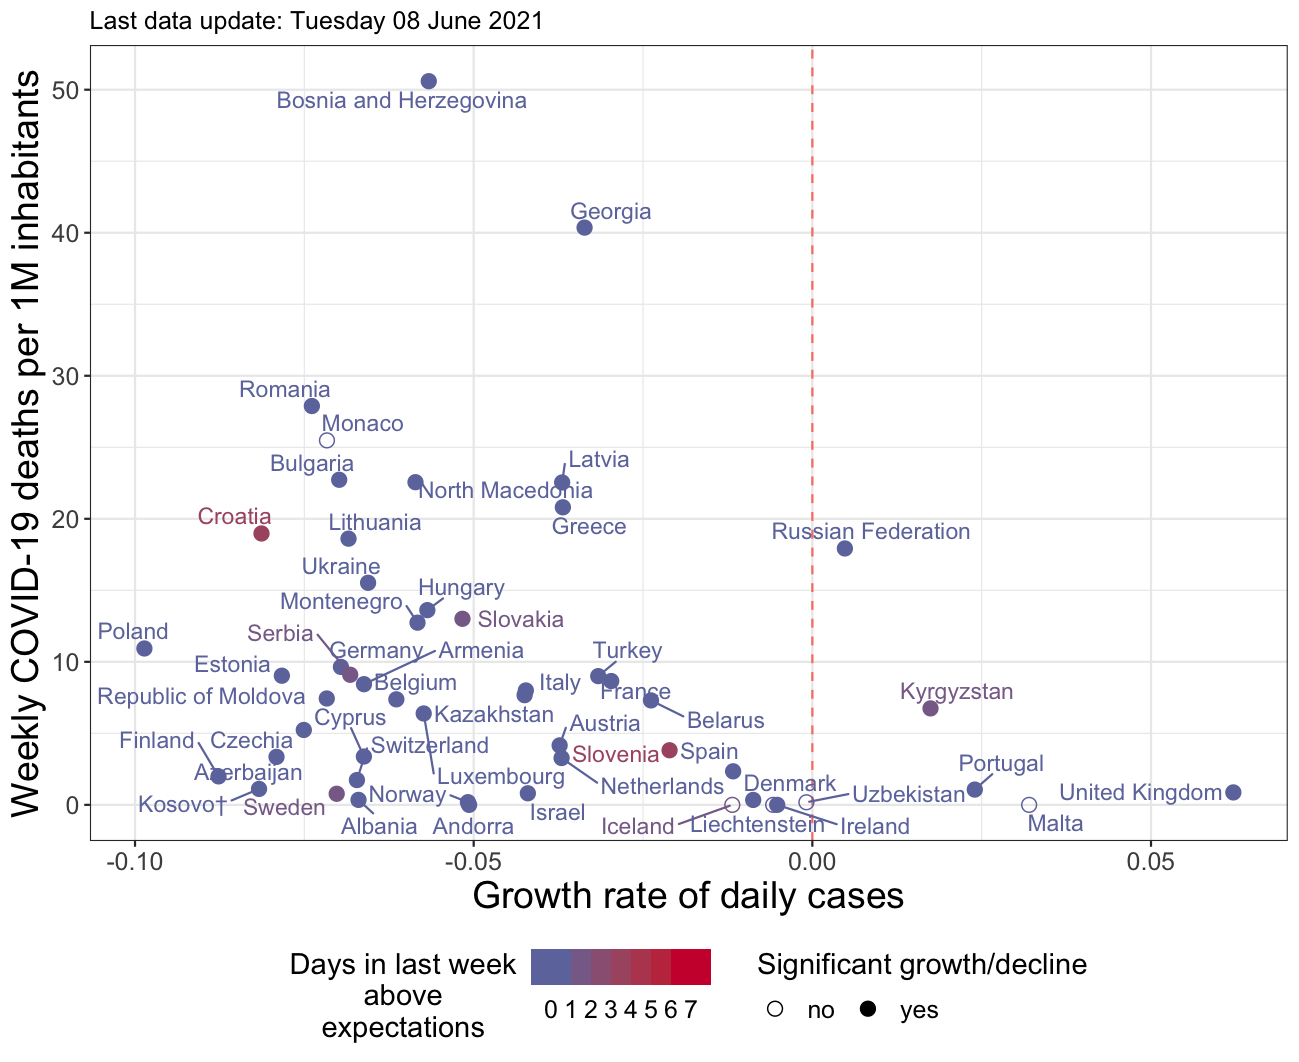 Last data update: Tuesday 08 June 2021
Weekly COVID-19 deaths per 1M inhabitants
50
40
30
20
10
0
Bosnia and Herzegovina
Georgia
Romania
Monaco
Bulgaria
Latvia
North Macedonia
Croatia
Lithuania
Greece
Russian Federation
Ukraine
Hungary
Montenegro
Slovakia
Poland
Serbia
Germany
Armenia
Turkey
Estonia
Belgium
Italy
France
Kyrgyzstan
Republic of Moldova
Cyprus
Kazakhstan
Austria
Belarus
Finland
Czechia
Switzerland
Slovenia
Spain
Azerbaijan
Luxembourg
Netherlands
Denmark
Portugal
Kosovo†
Sweden
Norway
Israel
Uzbekistan
United Kingdom
Albania
Andorra
Iceland
Liechtenstein
Ireland
Malta
-0.10
-0.05
0.00
0.05
Growth rate of daily cases
Days in last week
above
expectations
0 1 2 3 4 5 6 7
Significant growth/decline
no
yes